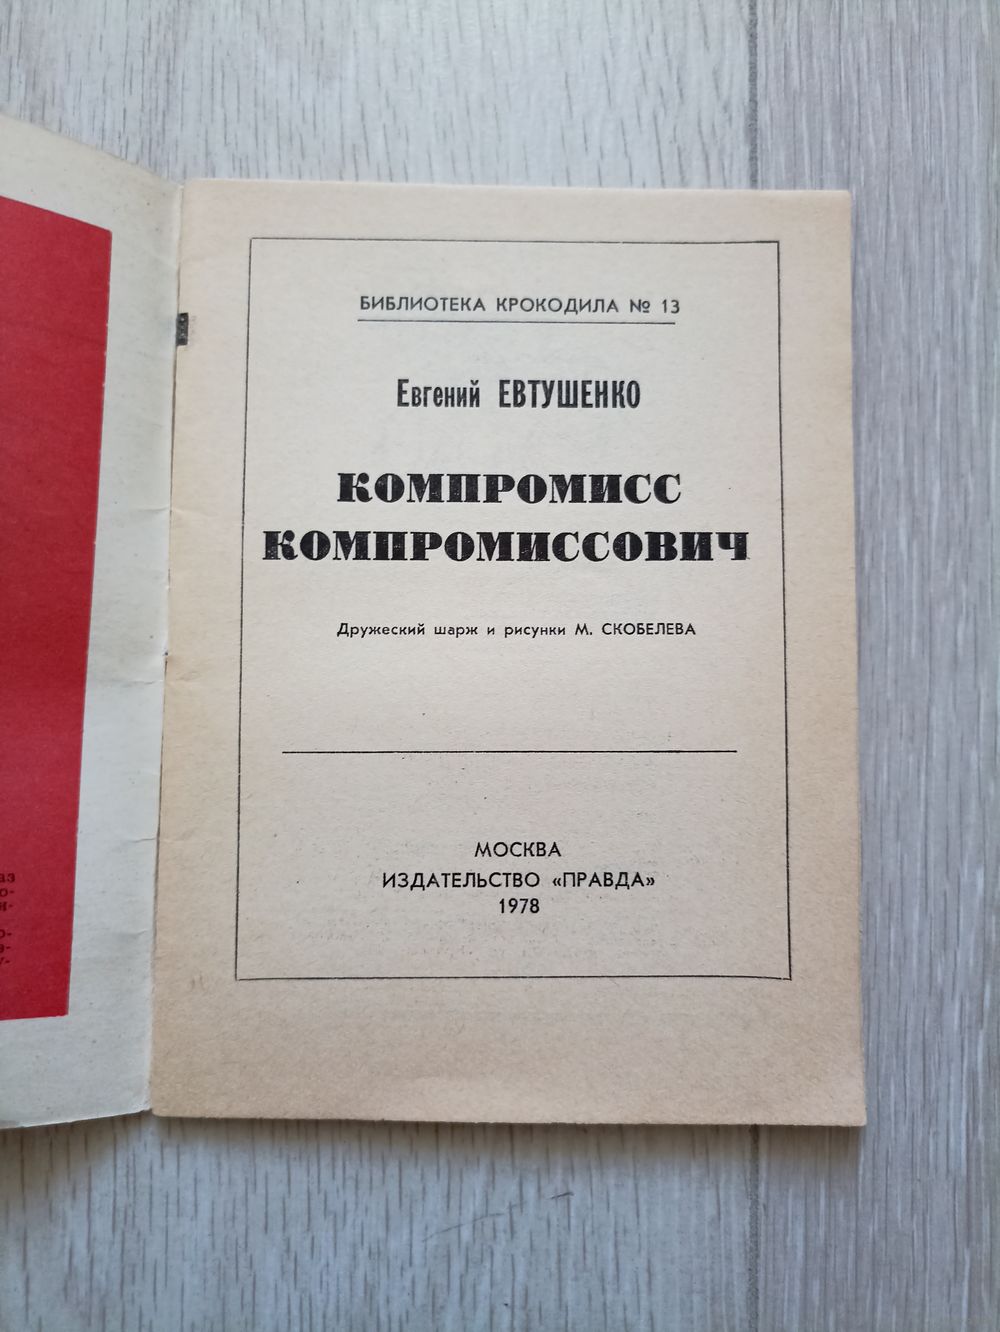 БИБЛИОТЕКА КРОКОДИЛА № 13
Евгений ЕВТУШЕНКО
КОМПРОМИСС
КОМПРОМИССОВИЧ
Дружеский шарж и рисунки М. СКОБЕЛЕВА
МОСКВА
ИЗДАТЕЛЬСТВО «ПРАВДА»
1978